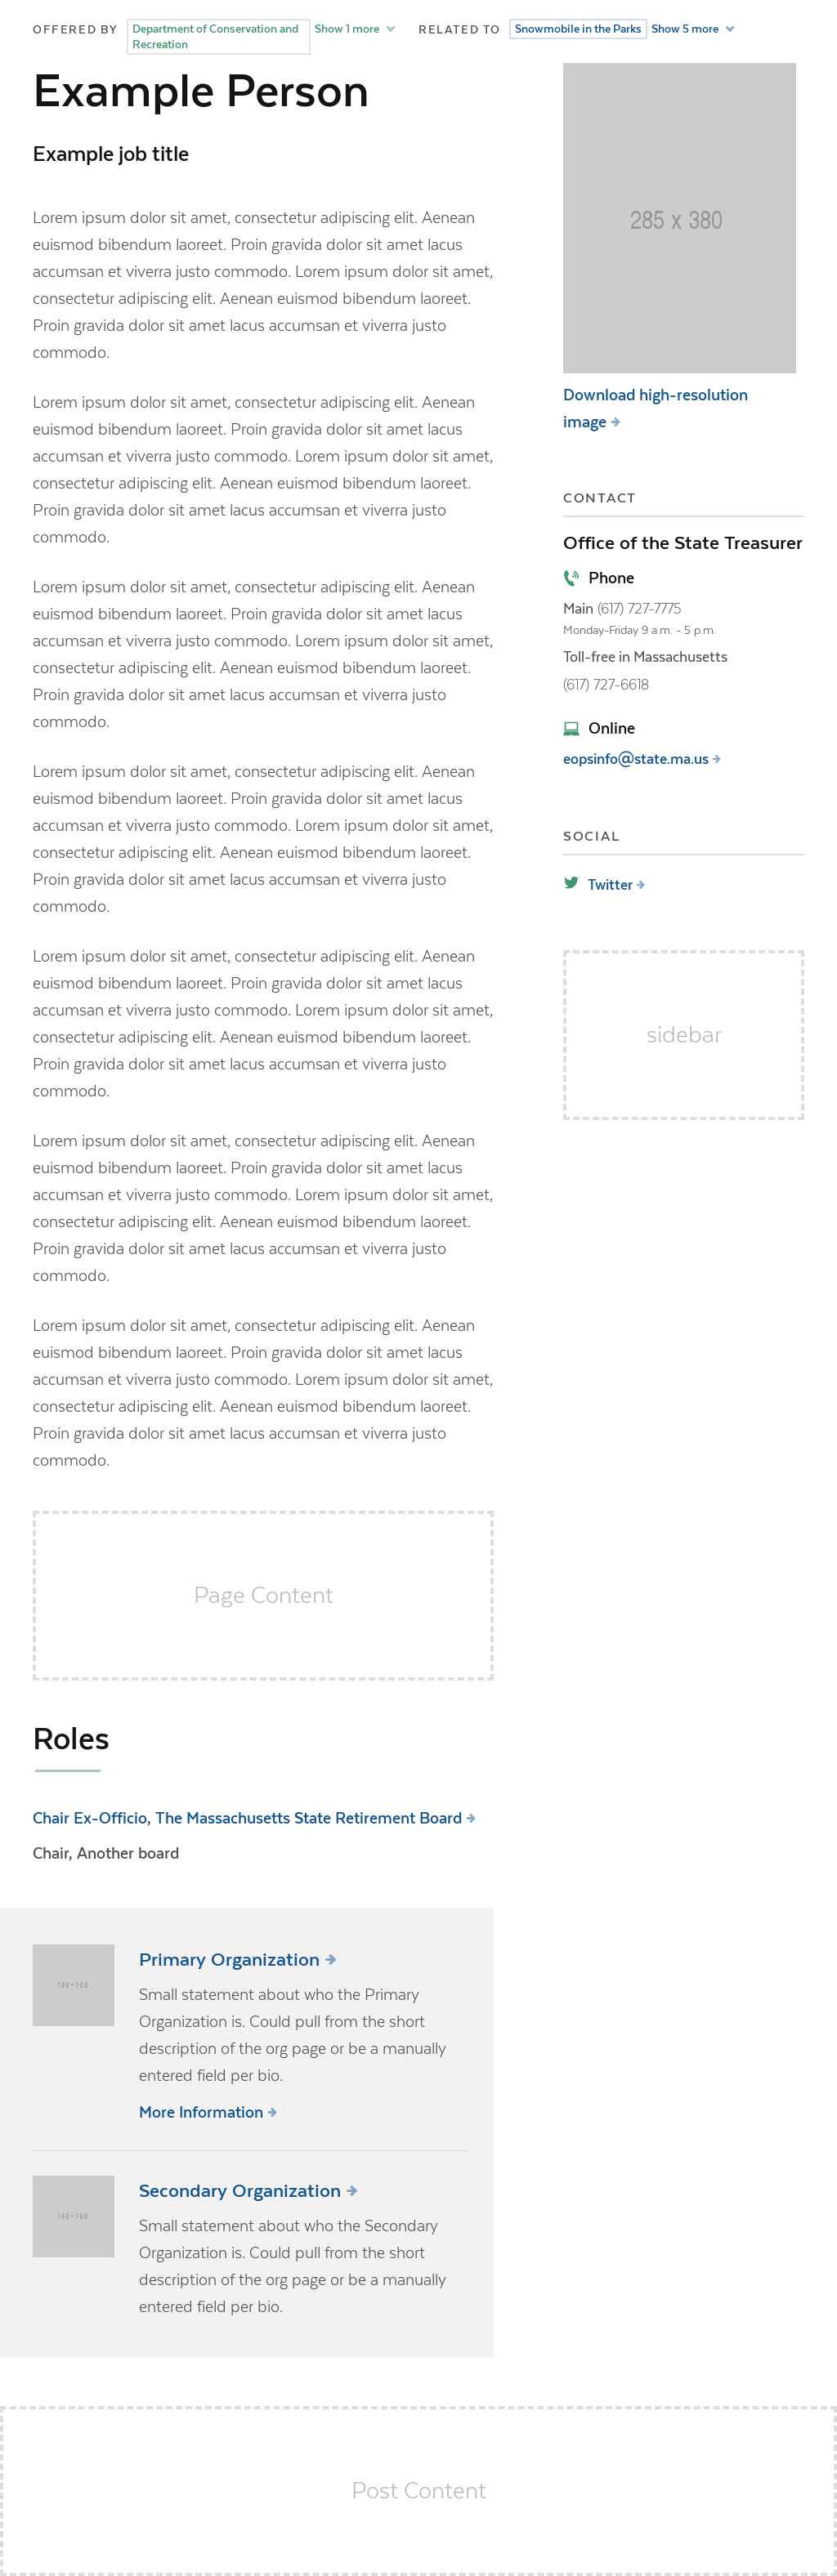 OFFERED BY Department of Conservation and
Recreation
Show 1 more
RELATED TO Snowmobile in the Parks Show 5 more
Example Person
Example job title
Lorem ipsum dolor sit amet, consectetur adipiscing elit. Aenean
euismod bibendum laoreet. Proin gravida dolor sit amet lacus
accumsan et viverra justo commodo. Lorem ipsum dolor sit amet,
consectetur adipiscing elit. Aenean euismod bibendum laoreet.
Proin gravida dolor sit amet lacus accumsan et viverra justo
commodo.
Lorem ipsum dolor sit amet, consectetur adipiscing elit. Aenean
euismod bibendum laoreet. Proin gravida dolor sit amet lacus
accumsan et viverra justo commodo. Lorem ipsum dolor sit amet,
consectetur adipiscing elit. Aenean euismod bibendum laoreet.
Proin gravida dolor sit amet lacus accumsan et viverra justo
commodo.
Lorem ipsum dolor sit amet, consectetur adipiscing elit. Aenean
euismod bibendum laoreet. Proin gravida dolor sit amet lacus
accumsan et viverra justo commodo. Lorem ipsum dolor sit amet,
consectetur adipiscing elit. Aenean euismod bibendum laoreet.
Proin gravida dolor sit amet lacus accumsan et viverra justo
commodo.
Lorem ipsum dolor sit amet, consectetur adipiscing elit. Aenean
euismod bibendum laoreet. Proin gravida dolor sit amet lacus
accumsan et viverra justo commodo. Lorem ipsum dolor sit amet,
consectetur adipiscing elit. Aenean euismod bibendum laoreet.
Proin gravida dolor sit amet lacus accumsan et viverra justo
commodo.
Lorem ipsum dolor sit amet, consectetur adipiscing elit. Aenean
euismod bibendum laoreet. Proin gravida dolor sit amet lacus
accumsan et viverra justo commodo. Lorem ipsum dolor sit amet,
consectetur adipiscing elit. Aenean euismod bibendum laoreet.
Proin gravida dolor sit amet lacus accumsan et viverra justo
commodo.
Lorem ipsum dolor sit amet, consectetur adipiscing elit. Aenean
euismod bibendum laoreet. Proin gravida dolor sit amet lacus
accumsan et viverra justo commodo. Lorem ipsum dolor sit amet,
consectetur adipiscing elit. Aenean euismod bibendum laoreet.
Proin gravida dolor sit amet lacus accumsan et viverra justo
commodo.
Lorem ipsum dolor sit amet, consectetur adipiscing elit. Aenean
euismod bibendum laoreet. Proin gravida dolor sit amet lacus
accumsan et viverra justo commodo. Lorem ipsum dolor sit amet,
consectetur adipiscing elit. Aenean euismod bibendum laoreet.
Proin gravida dolor sit amet lacus accumsan et viverra justo
commodo.
Page Content
Roles
Chair Ex-Officio, The Massachusetts State Retirement Board
Chair, Another board
100×100
Primary Organization
Small statement about who the Primary
Organization is. Could pull from the short
description of the org page or be a manually
entered field per bio.
More Information
100×100
Secondary Organization
Small statement about who the Secondary
Organization is. Could pull from the short
description of the org page or be a manually
entered field per bio.
285 x 380
Download high-resolution
image
CONTACT
Office of the State Treasurer
Phone
Main (617) 727-7775
Monday-Friday 9 a.m. - 5 p.m.
Toll-free in Massachusetts
(617) 727-6618
Online
eopsinfo@state.ma.us
SOCIAL
Twitter
sidebar
Post Content